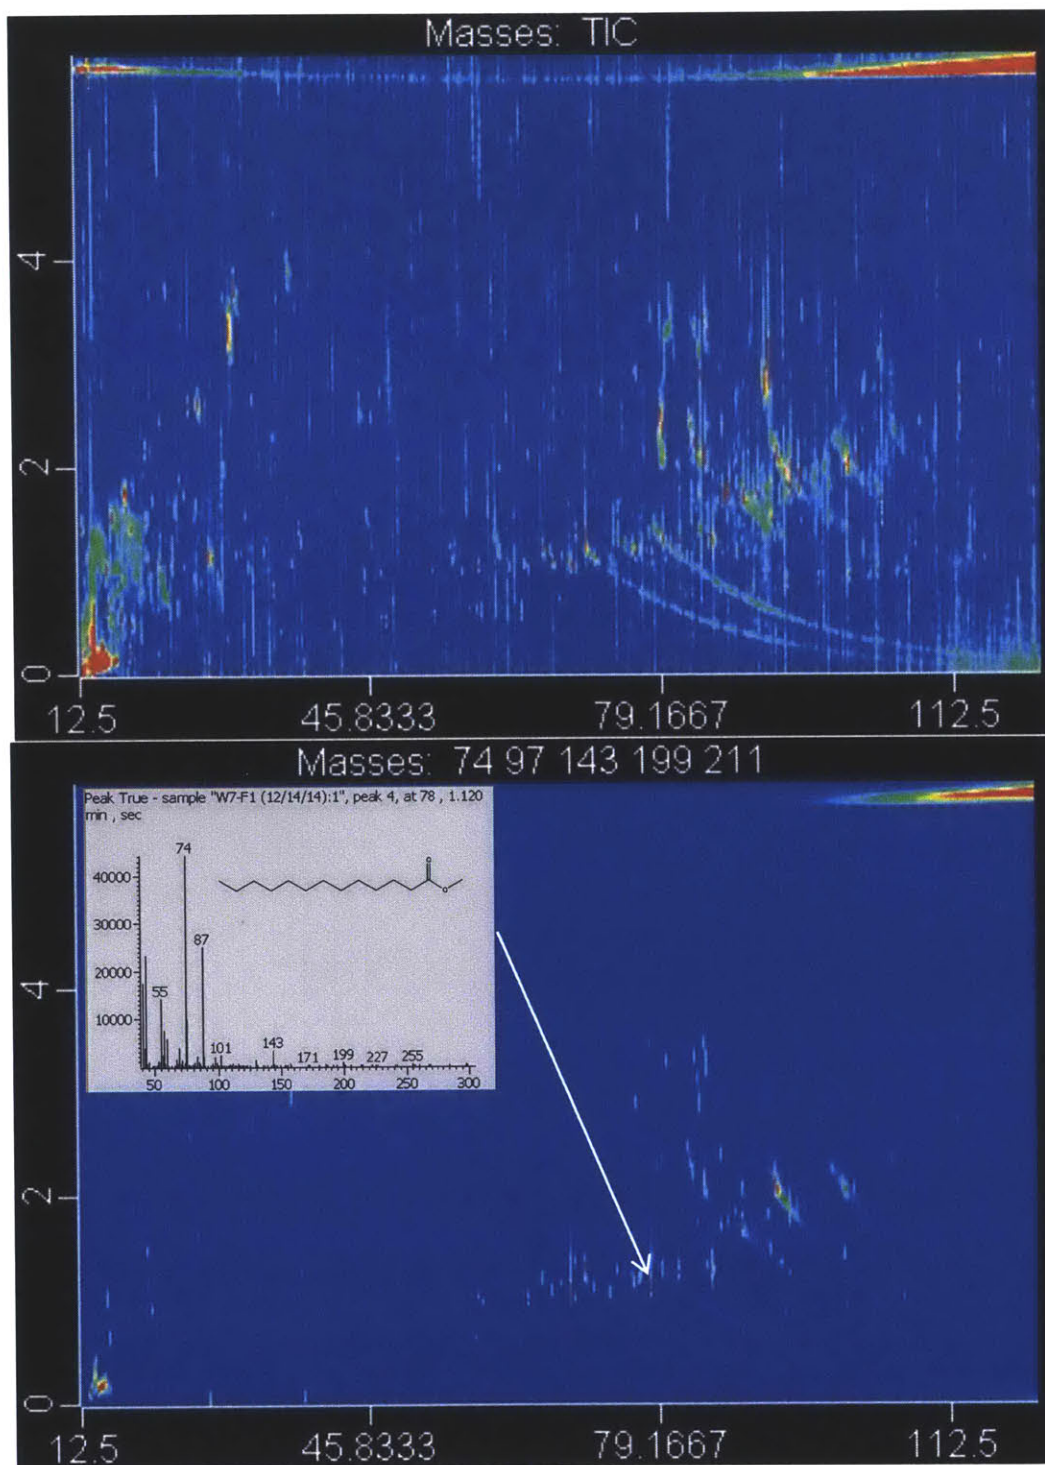 Masses: TIC
4
2
0
12.5 45.8333 79.1667 112.5
Masses: 74 97 143 199 211
Peak True - sample "W7-F1 (12/14/14):1", peak 4, at 78 , 1.120
min , sec
74
40000
30000
87
20000
55
10000
101 143 171 199 227 255
50 100 150 200 250 300
O
O
4
2
0
12.5 45.8333 79.1667 112.5